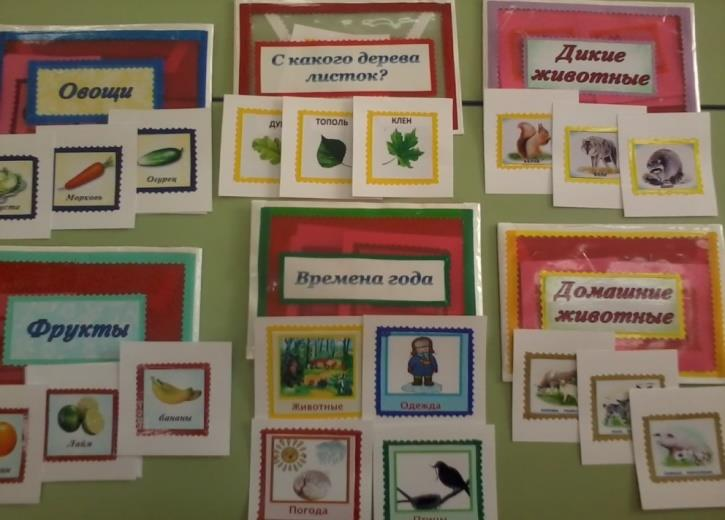 Овощи
Морковь
Огурец
С какого дерева
листок?
ТОПОЛЬ
КЛЕН
Дикие
животные
Фрукты
Лайм
бананы
Времена года
Животные
Одежда
Погода
Птицы
Домашние
животные